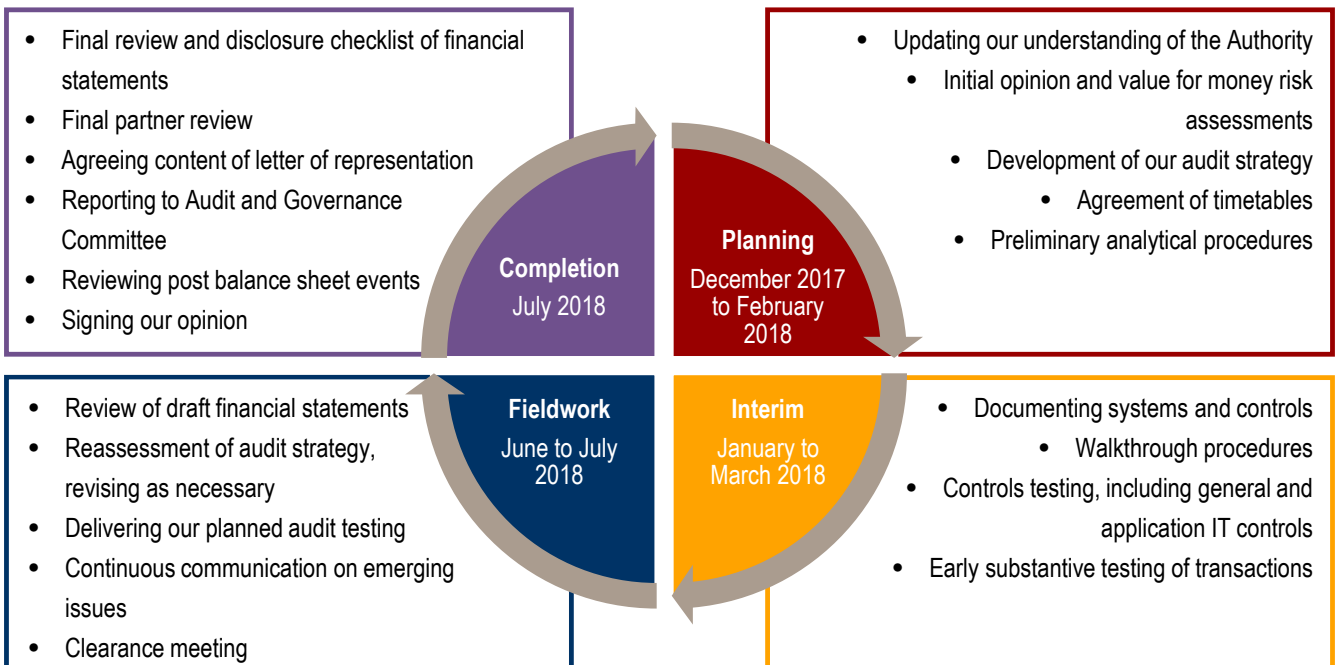 • Final review and disclosure checklist of financial
statements
• Final partner review
• Agreeing content of letter of representation
• Reporting to Audit and Governance
Committee
• Reviewing post balance sheet events
• Signing our opinion
• Updating our understanding of the Authority
• Initial opinion and value for money risk
assessments
• Development of our audit strategy
• Agreement of timetables
• Preliminary analytical procedures
Completion
July 2018
Planning
December 2017
to February
2018
Fieldwork
June to July
2018
Interim
January to
March 2018
• Review of draft financial statements
• Reassessment of audit strategy,
revising as necessary
• Delivering our planned audit testing
• Continuous communication on emerging
issues
• Clearance meeting
• Documenting systems and controls
• Walkthrough procedures
• Controls testing, including general and
application IT controls
• Early substantive testing of transactions